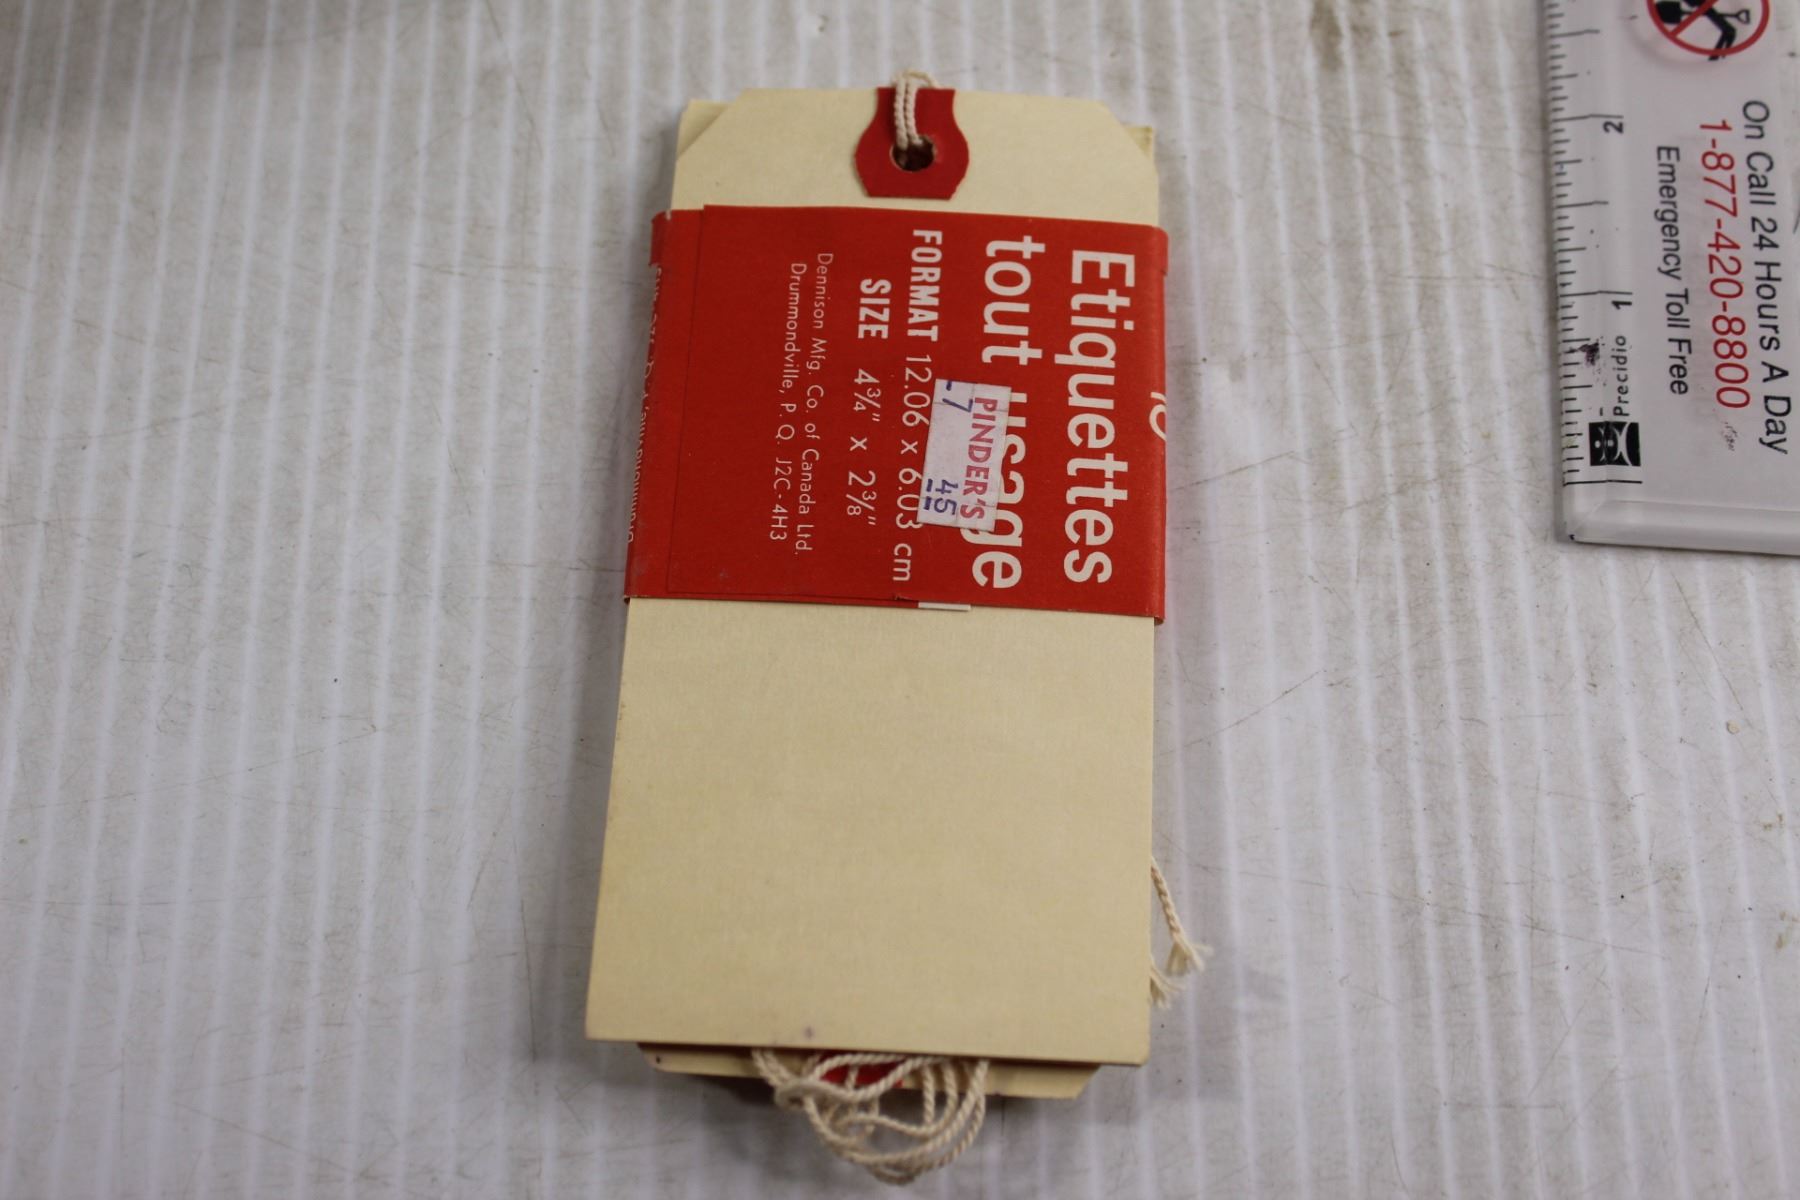 Etiquettes
tout usage
FORMAT 12.06 x 6.03 cm
SIZE 4¾" x 2⅜"
Dennison Mfg. Co. of Canada Ltd.
Drummondville, P. Q. J2C-4H3
PINDER'S
-7 45
On Call 24 Hours A Day
1-877-420-8800
Emergency Toll Free
2
1
Precidio